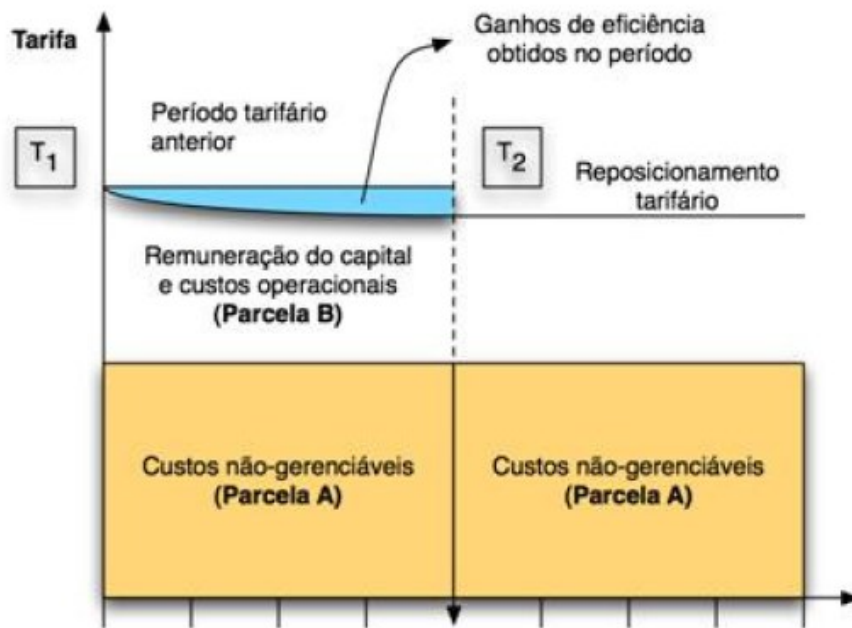 Tarifa
Ganhos de eficiência
obtidos no período
Período tarifário
anterior
T1
T2
Reposicionamento
tarifário
Remuneração do capital
e custos operacionais
(Parcela B)
Custos não-gerenciáveis
(Parcela A)
Custos não-gerenciáveis
(Parcela A)